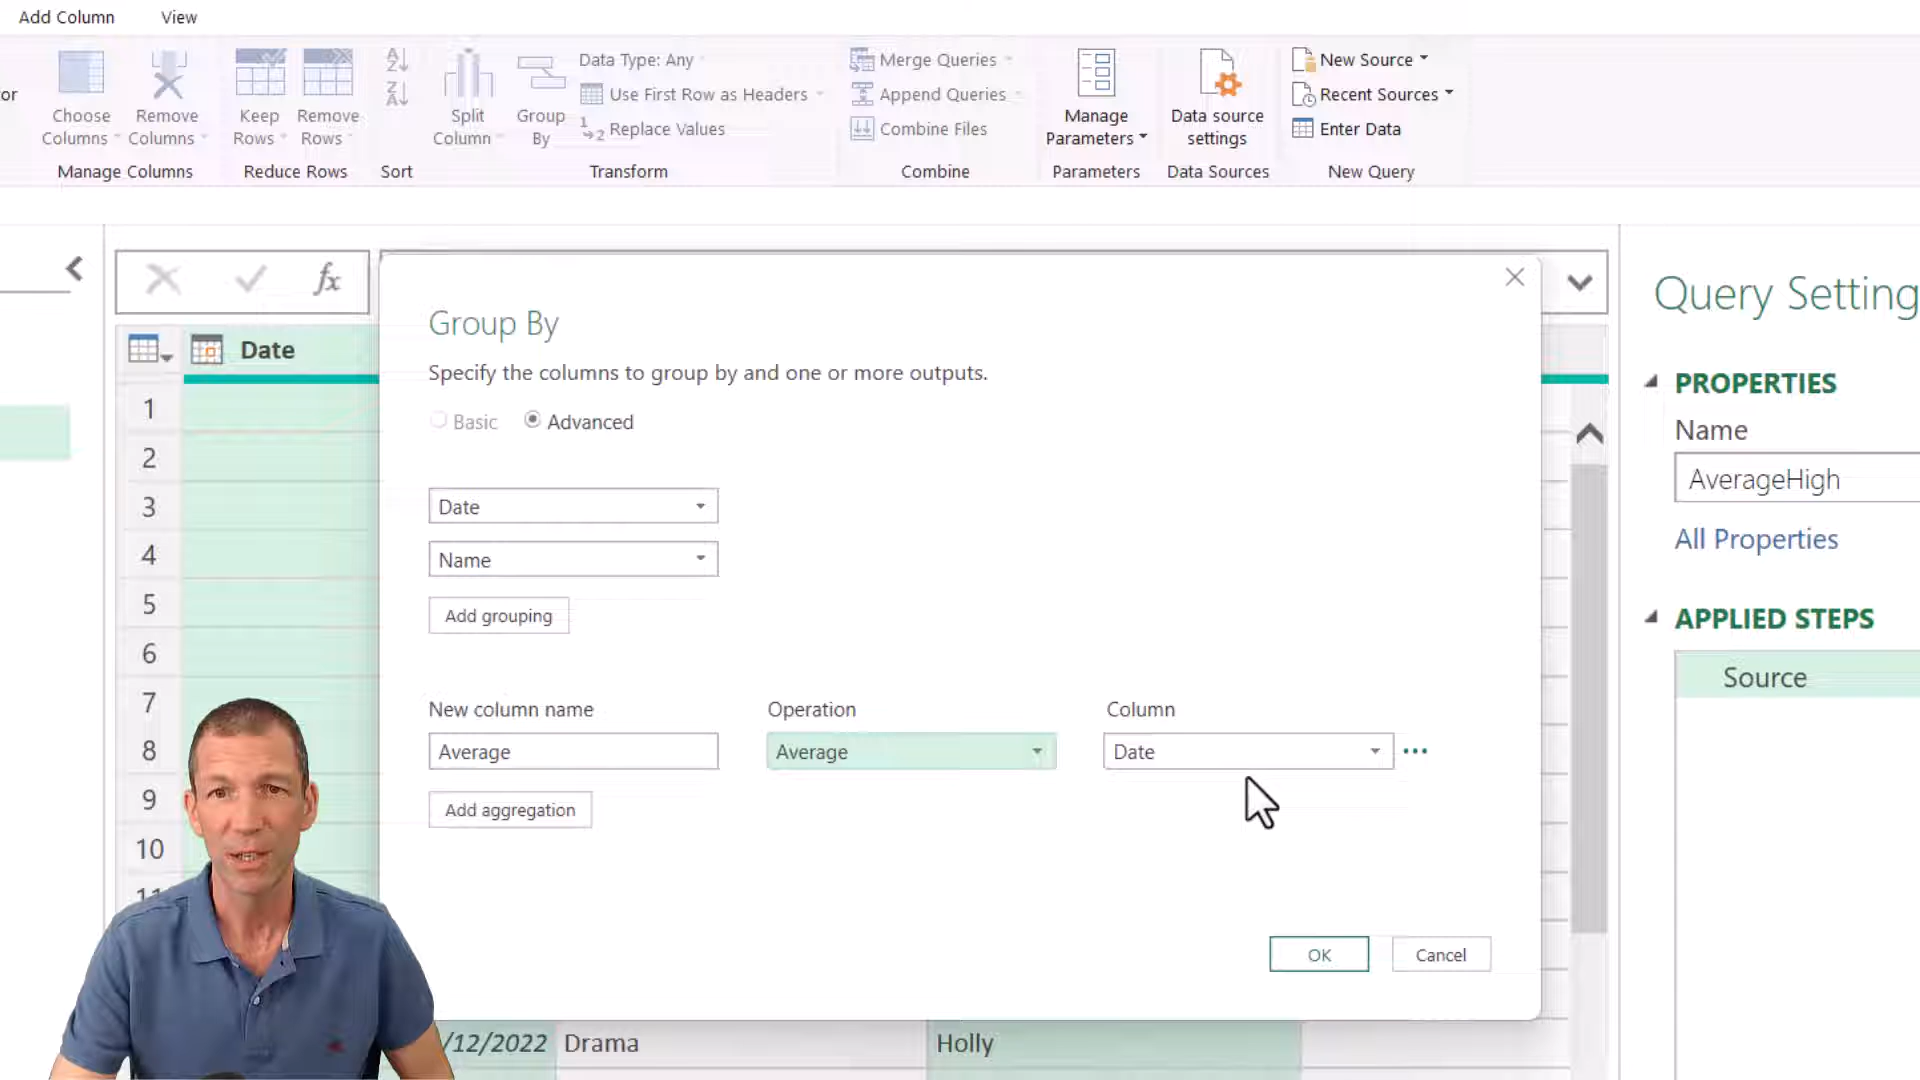 Add Column View
or
Choose Columns
Remove Columns
Manage Columns
Keep Rows
Remove Rows
Reduce Rows
Sort
Split Column
Group By
Data Type: Any
Use First Row as Headers
Replace Values
Transform
Merge Queries
Append Queries
Combine Files
Combine
Manage Parameters
Parameters
Data source settings
Data Sources
New Source
Recent Sources
Enter Data
New Query
fx
Date
1
2
3
4
5
6
7
8
9
10
11
Group By
Specify the columns to group by and one or more outputs.
Basic Advanced
Date
Name
Add grouping
New column name Operation Column
Average Average Date
Add aggregation
OK Cancel
/12/2022 Drama Holly
Query Setting
PROPERTIES
Name
AverageHigh
All Properties
APPLIED STEPS
Source